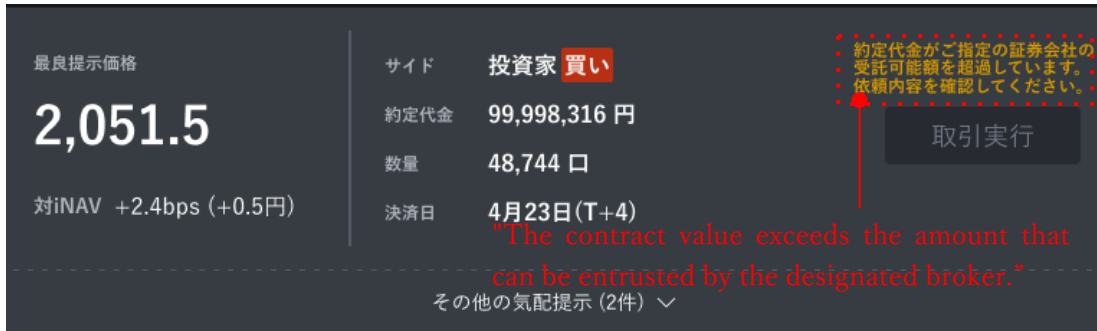 最良提示価格
2,051.5
対iNAV +2.4bps (+0.5円)
サイド 投資家 買い
約定代金 99,998,316 円
数量 48,744 口
決済日 4月23日(T+4)
約定代金がご指定の証券会社の
受託可能額を超過しています。
依頼内容を確認してください。
取引実行
"The contract value exceeds the amount that
can be entrusted by the designated broker."
その他の気配提示 (2件)